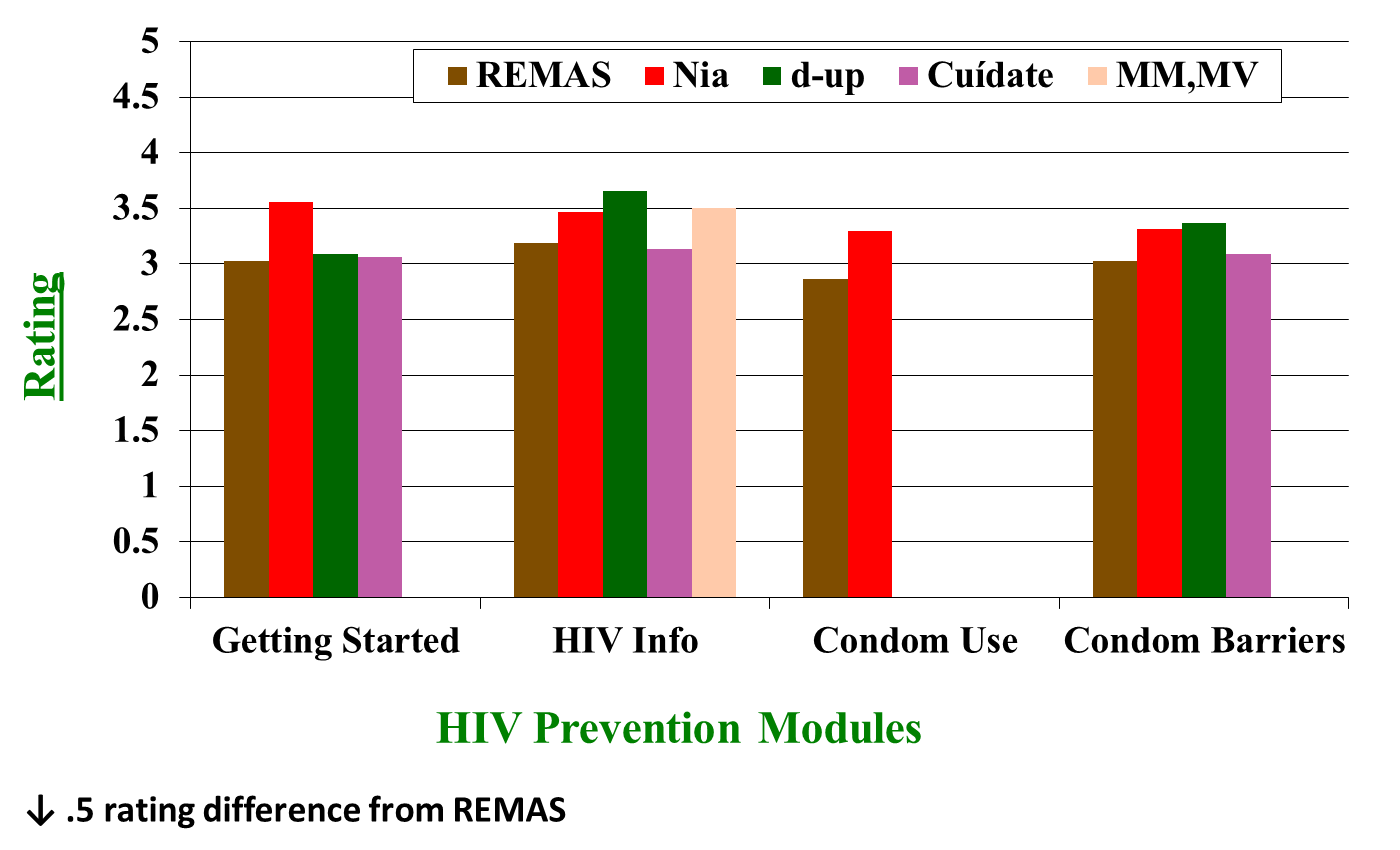 5
4.5
4
3.5
3
2.5
2
1.5
1
0.5
0
REMAS Nia d-up Cuídate MM,MV
Rating
Getting Started HIV Info Condom Use Condom Barriers
HIV Prevention Modules
↓ .5 rating difference from REMAS